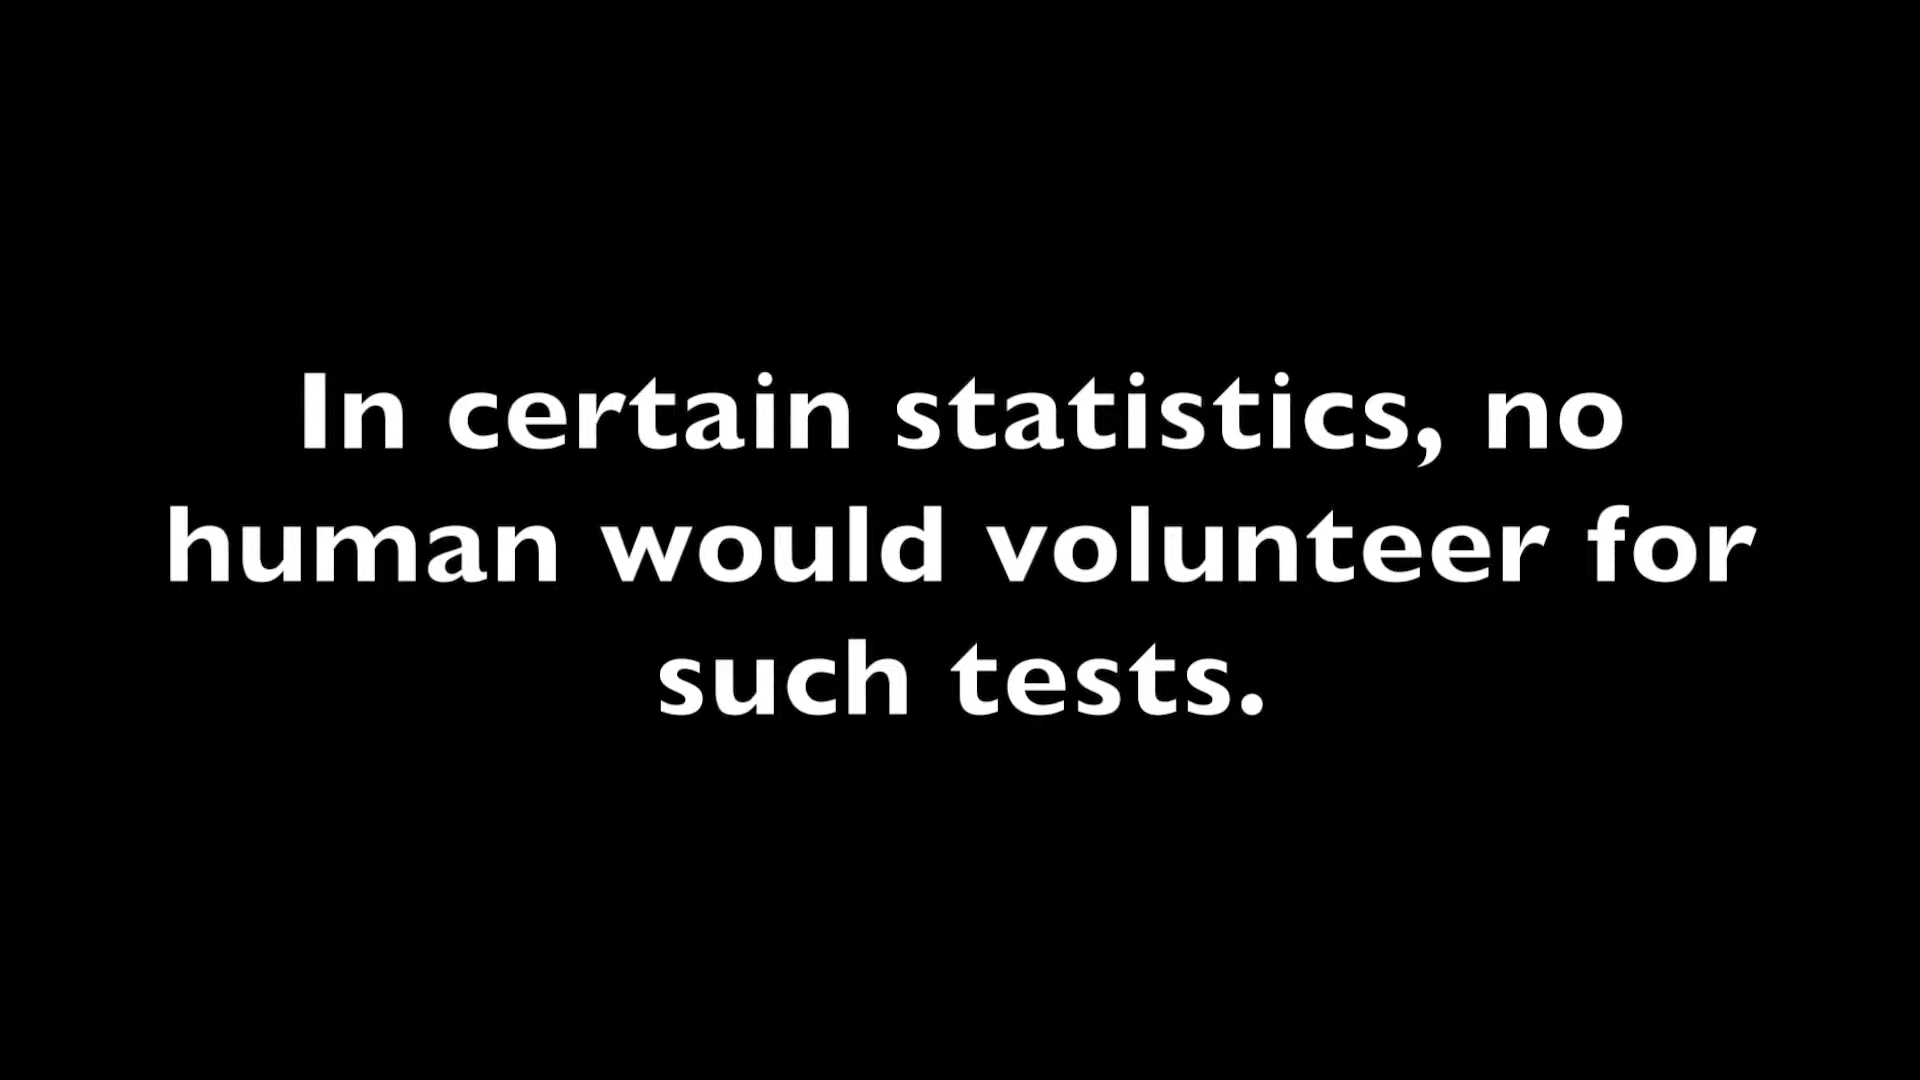 In certain statistics, no
human would volunteer for
such tests.